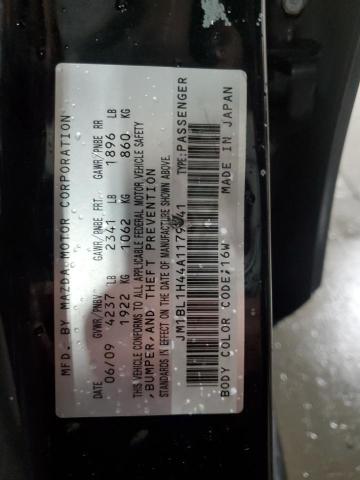 MFD. BY MAZDA MOTOR CORPORATION
DATE GVWR/PNBV GAWR/PNBE FRT. GAWR/PNBE RR
06/09 4237 LB 2341 LB 1896 LB
1922 KG 1062 KG 860 KG
THIS VEHICLE CONFORMS TO ALL APPLICABLE FEDERAL MOTOR VEHICLE SAFETY
,BUMPER,AND THEFT PREVENTION
STANDARDS IN EFFECT ON THE DATE OF MANUFACTURE SHOWN ABOVE.
TYPE:PASSENGER
MADE IN JAPAN
BODY COLOR CODE;16W